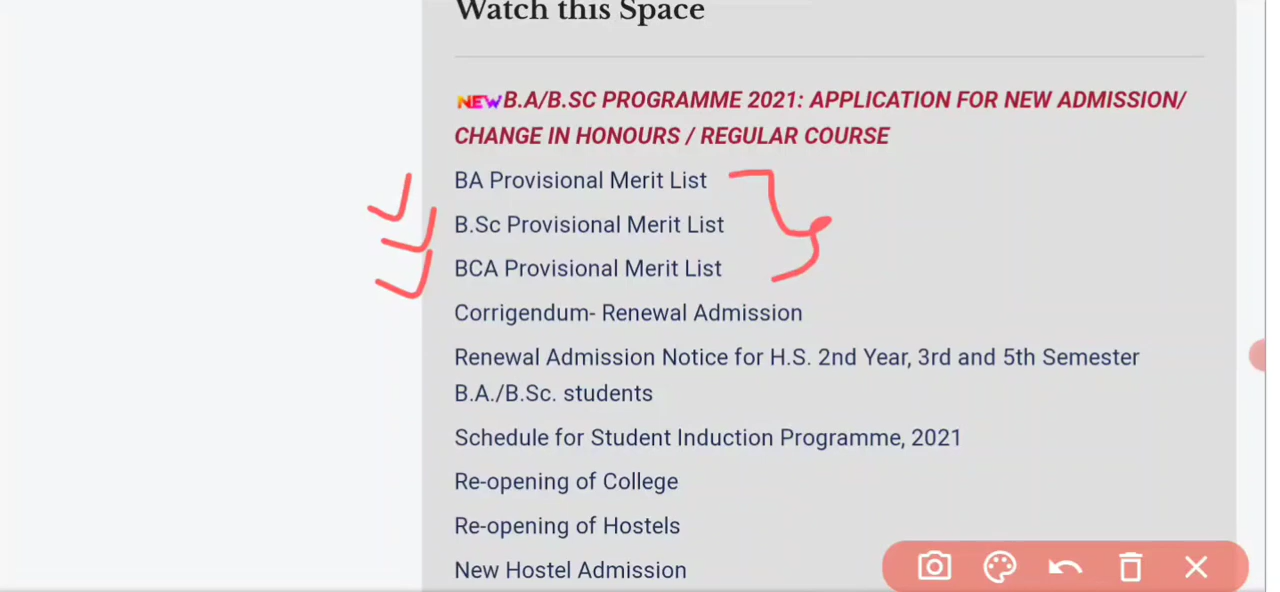 Watch this Space
NEW B.A/B.SC PROGRAMME 2021: APPLICATION FOR NEW ADMISSION/
CHANGE IN HONOURS / REGULAR COURSE
BA Provisional Merit List
B.Sc Provisional Merit List
BCA Provisional Merit List
Corrigendum- Renewal Admission
Renewal Admission Notice for H.S. 2nd Year, 3rd and 5th Semester
B.A./B.Sc. students
Schedule for Student Induction Programme, 2021
Re-opening of College
Re-opening of Hostels
New Hostel Admission